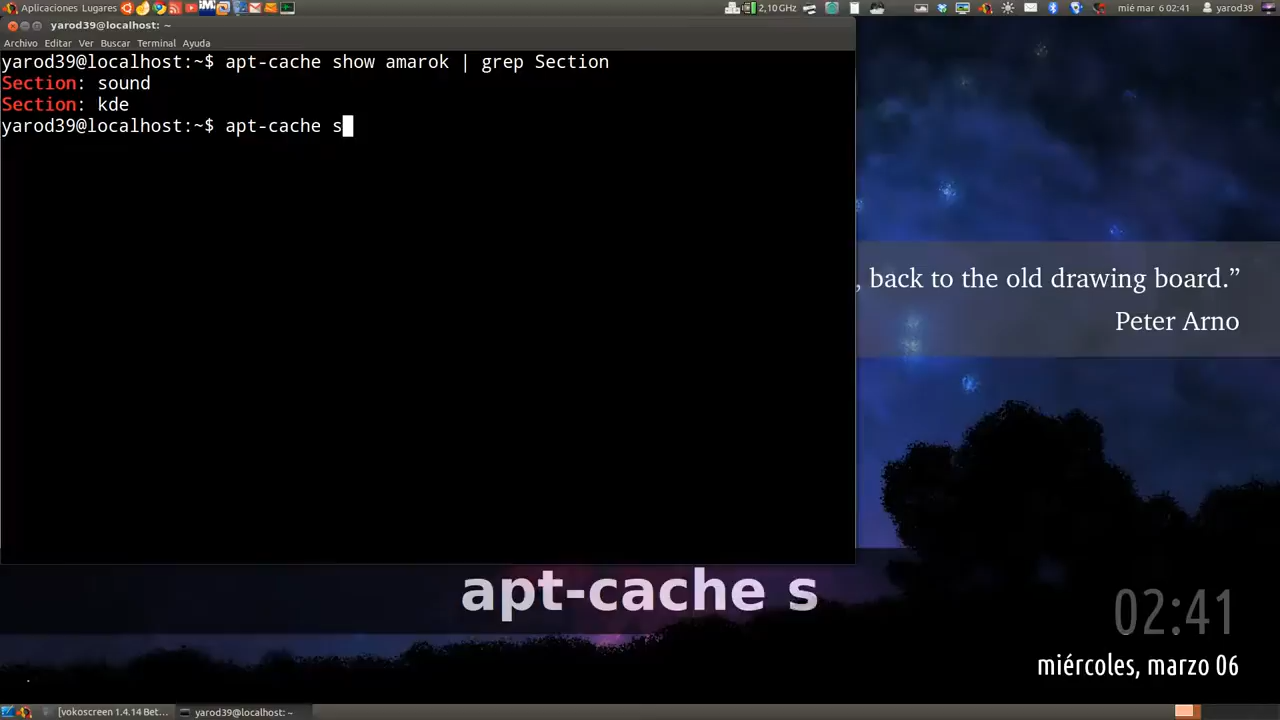 Aplicaciones Lugares
2,10GHz
mié mar 6 02:41
yarod39
yarod39@localhost: ~
Archivo Editar Ver Buscar Terminal Ayuda
yarod39@localhost:~$ apt-cache show amarok | grep Section
Section: sound
Section: kde
yarod39@localhost:~$ apt-cache s
, back to the old drawing board.”
Peter Arno
apt-cache s
02:41
miércoles, marzo 06
[vokoscreen 1.4.14 Bet...
yarod39@localhost: ~